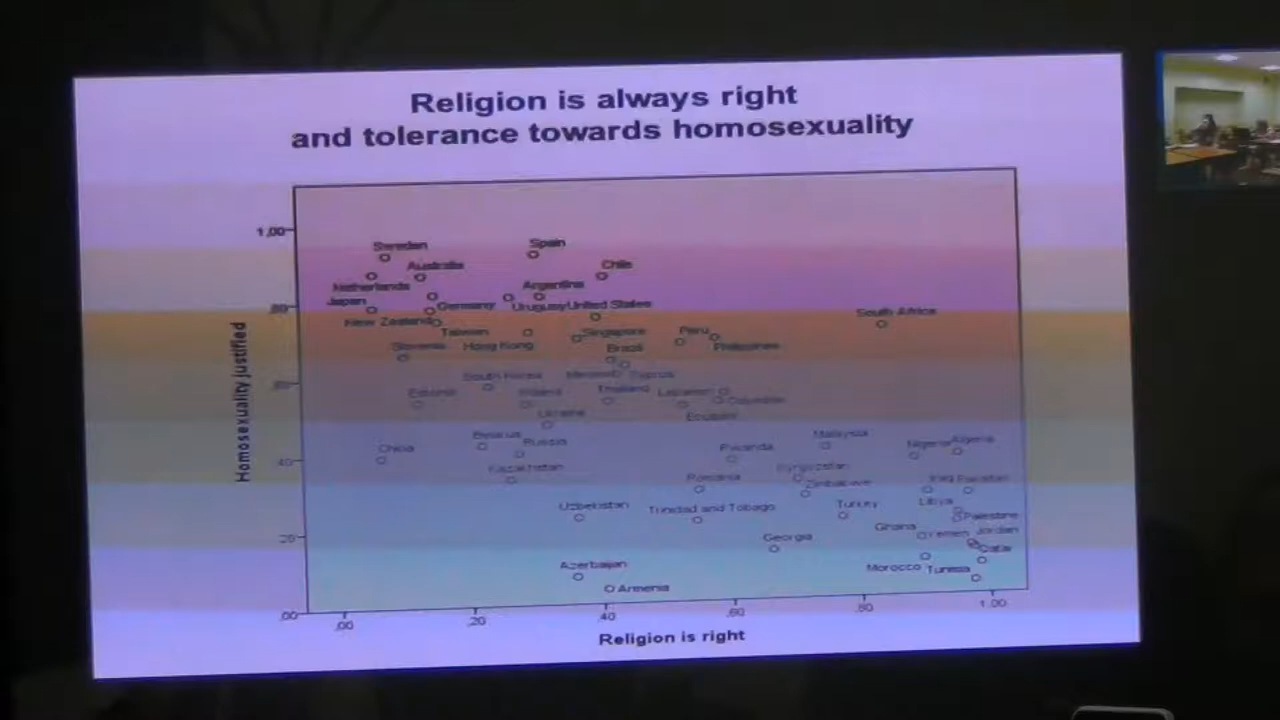 Religion is always right
and tolerance towards homosexuality
1,00
Sweden
Spain
Australia
Chile
Netherlands
Argentina
Japan
,80
Germany
Uruguay United States
South Africa
New Zealand
Taiwan
Singapore
Peru
Slovenia
Hong Kong
Brazil
Philippines
South Korea
Cyprus
Estonia
Thailand
Lebanon
Ukraine
Ecuador
Belarus
Russia
China
Rwanda
Malaysia
Nigeria
Algeria
,40
Kazakhstan
Romania
Kyrgyzstan
Zimbabwe
Iraq Pakistan
Uzbekistan
Trinidad and Tobago
Turkey
Libya
Palestine
,20
Georgia
Ghana
Yemen
Jordan
Qatar
Azerbaijan
Armenia
Morocco
Tunisia
,00
,00
,20
,40
,60
,80
1,00
Homosexuality justified
Religion is right